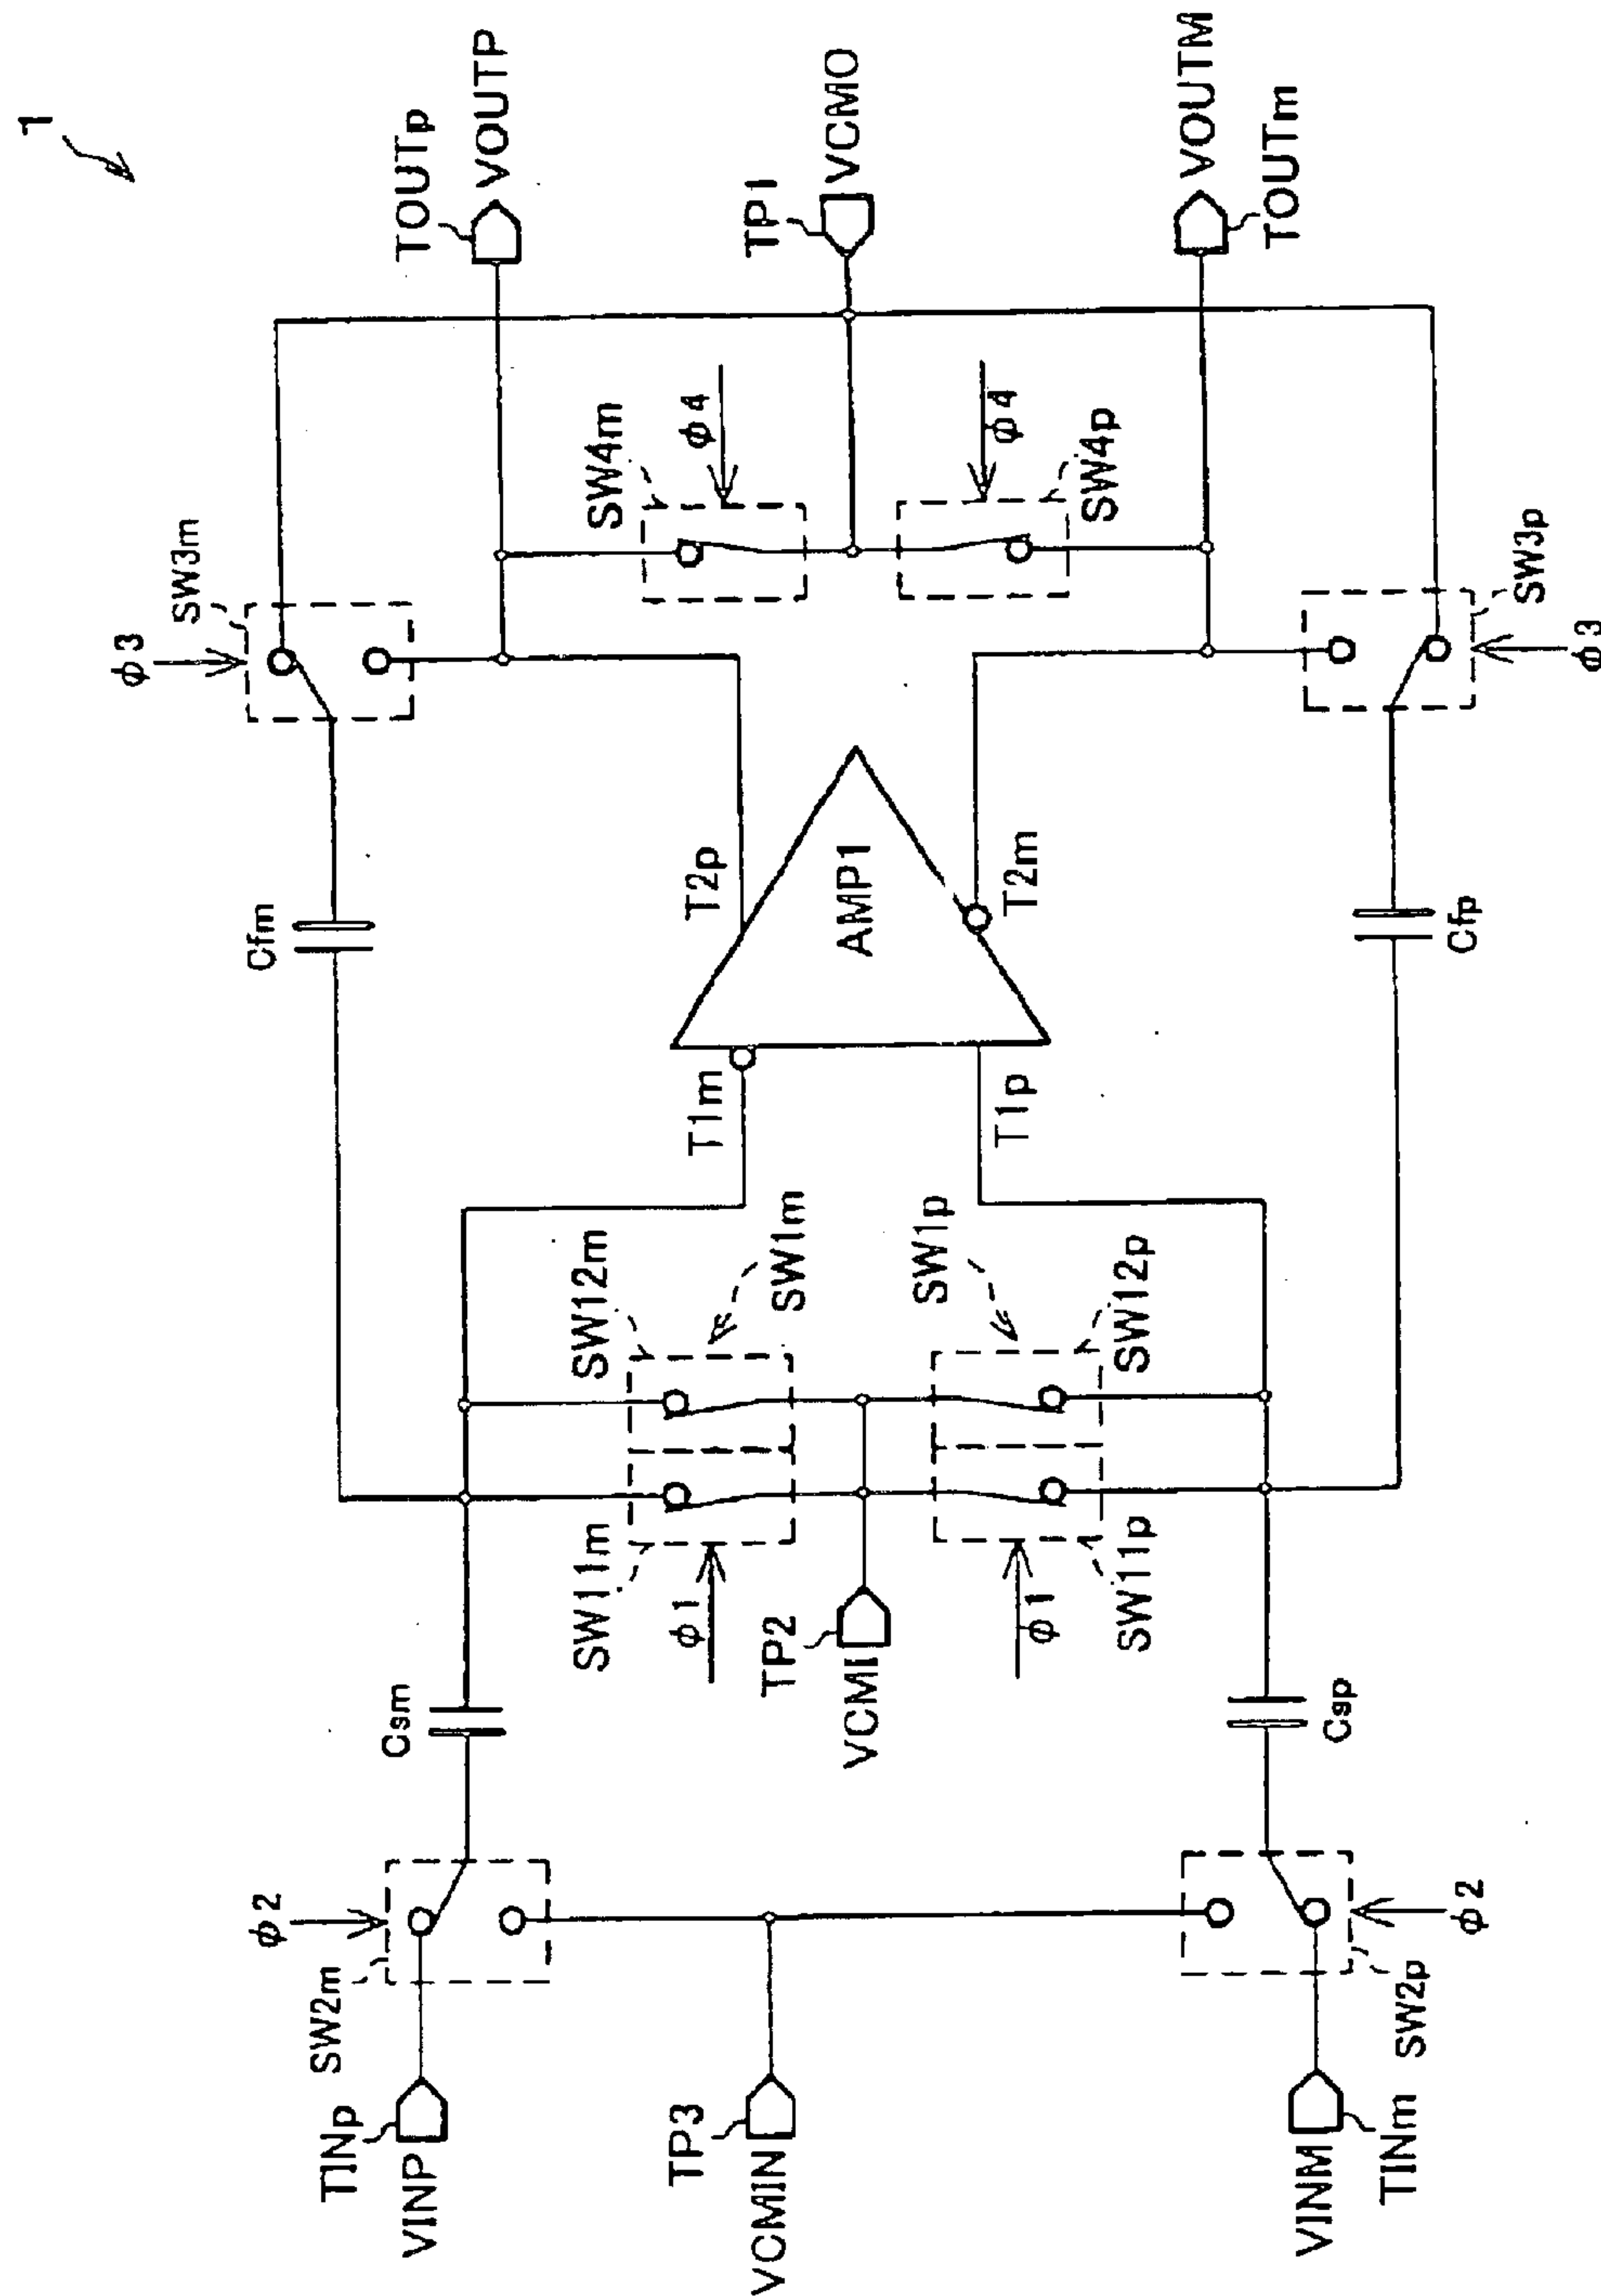 1
TOUTp
VOUTP
TP1
VCMO
VOUTM
TOUTm
φ3
SW3m
SW4m
φ4
φ4
SW4p
SW3p
φ3
Cfm
T2p
AMP1
T2m
Cfp
T1m
T1p
SW12m
SW1m
SW1p
SW12p
SW11m
φ1
TP2
VCMI
φ1
SW11p
Csm
Csp
φ2
SW2m
φ2
SW2p
TINp
VINP
TP3
VCMIN
VINM
TINm